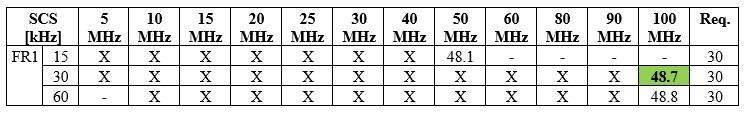 SCS [kHz] 5 MHz 10 MHz 15 MHz 20 MHz 25 MHz 30 MHz 40 MHz 50 MHz 60 MHz 80 MHz 90 MHz 100 MHz Req.
FR1 15 X X X X X X X 48.1 - - - - 30
30 X X X X X X X X X X X 48.7 30
60 - X X X X X X X X X X 48.8 30